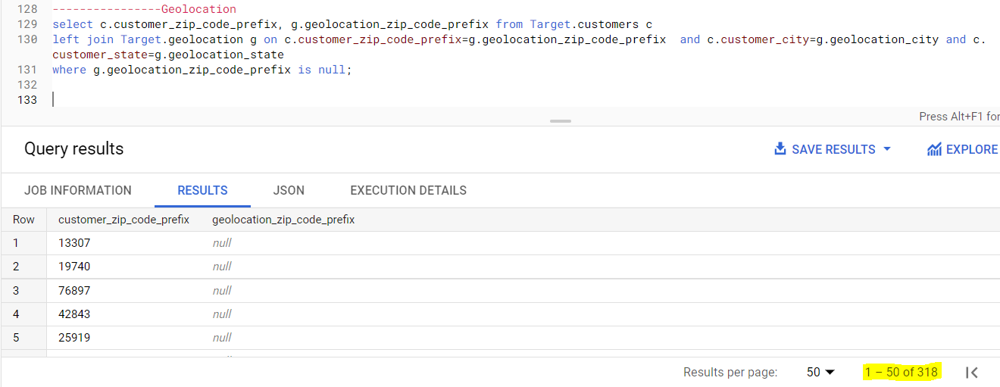 128 ----------------Geolocation
129 select c.customer_zip_code_prefix, g.geolocation_zip_code_prefix from Target.customers c
130 left join Target.geolocation g on c.customer_zip_code_prefix=g.geolocation_zip_code_prefix  and c.customer_city=g.geolocation_city and c.
customer_state=g.geolocation_state
131 where g.geolocation_zip_code_prefix is null;
132
133
Press Alt+F1 for
Query results
SAVE RESULTS
EXPLORE
JOB INFORMATION RESULTS JSON EXECUTION DETAILS
Row customer_zip_code_prefix geolocation_zip_code_prefix
1 13307 null
2 19740 null
3 76897 null
4 42843 null
5 25919 null
Results per page: 50 1 – 50 of 318